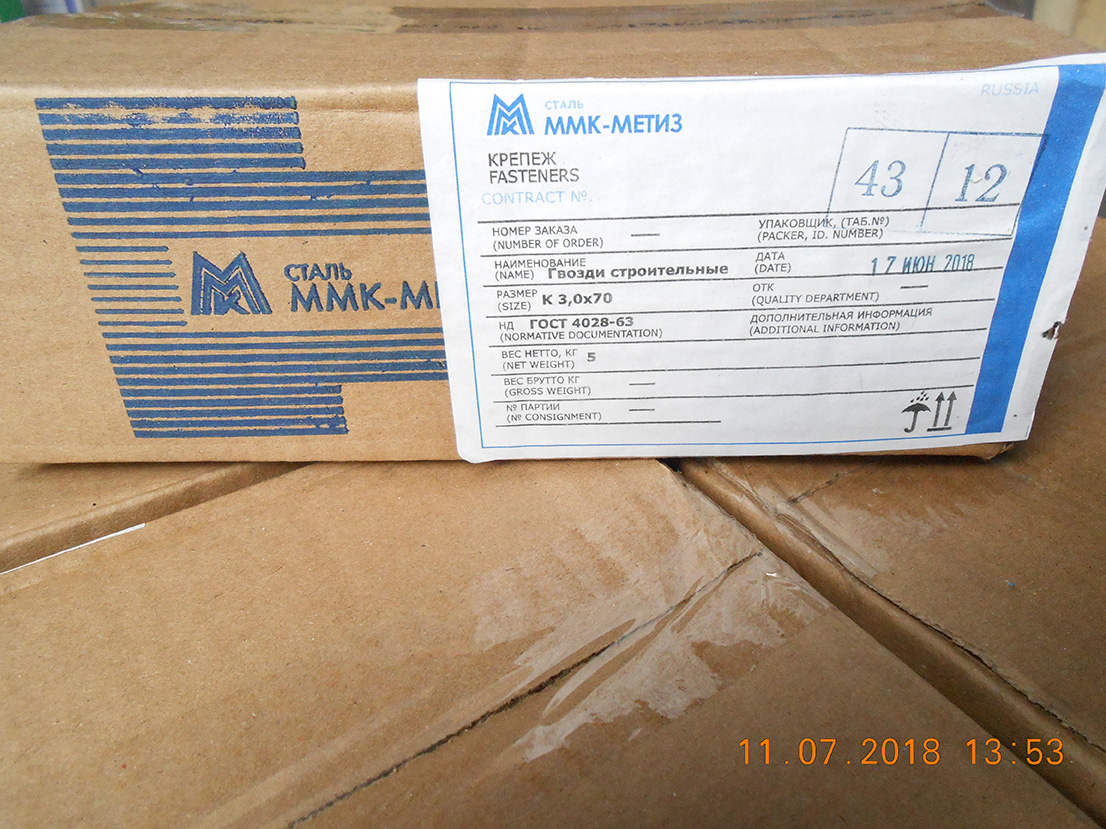 СТАЛЬ
ММК-МЕ
RUSSIA
СТАЛЬ
ММК-МЕТИЗ
КРЕПЕЖ
FASTENERS
CONTRACT №.
43 12
НОМЕР ЗАКАЗА —
(NUMBER OF ORDER)
УПАКОВЩИК, (ТАБ.№)
(PACKER, ID. NUMBER)
НАИМЕНОВАНИЕ
(NAME) Гвозди строительные
ДАТА
(DATE) 17 ИЮН 2018
РАЗМЕР
(SIZE) К 3,0х70
ОТК —
(QUALITY DEPARTMENT)
НД ГОСТ 4028-63
(NORMATIVE DOCUMENTATION)
ДОПОЛНИТЕЛЬНАЯ ИНФОРМАЦИЯ
(ADDITIONAL INFORMATION)
ВЕС НЕТТО, КГ 5
(NET WEIGHT)
ВЕС БРУТТО КГ —
(GROSS WEIGHT)
№ ПАРТИИ —
(№ CONSIGNMENT)
11.07.2018 13:53